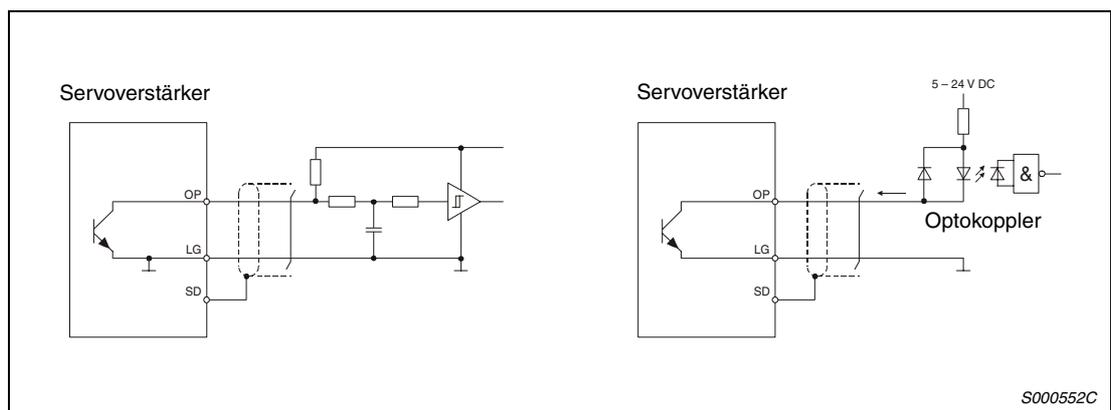 Servoverstärker
OP
LG
SD
Servoverstärker
5 – 24 V DC
&
OP
Optokoppler
LG
SD
S000552C